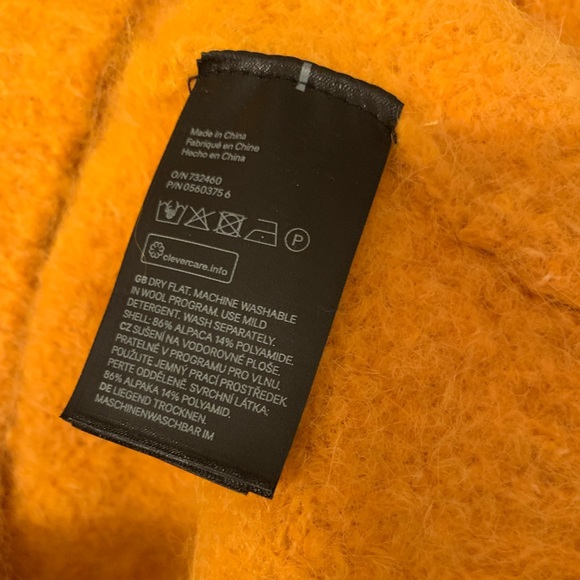 Made in China
Fabriqué en Chine
Hecho en China
O/N 732460
P/N 0560375 6
P
clevercare.info
GB DRY FLAT. MACHINE WASHABLE
IN WOOL PROGRAM. USE MILD
DETERGENT. WASH SEPARATELY.
SHELL: 86% ALPACA 14% POLYAMIDE.
CZ SUŠENÍ NA VODOROVNÉ PLOŠE.
PRATELNÉ V PROGRAMU PRO VLNU.
POUŽIJTE JEMNÝ PRACÍ PROSTŘEDEK.
PERTE ODDĚLENĚ. SVRCHNÍ LÁTKA:
86% ALPAKA 14% POLYAMID.
DE LIEGEND TROCKNEN.
MASCHINENWASCHBAR IM